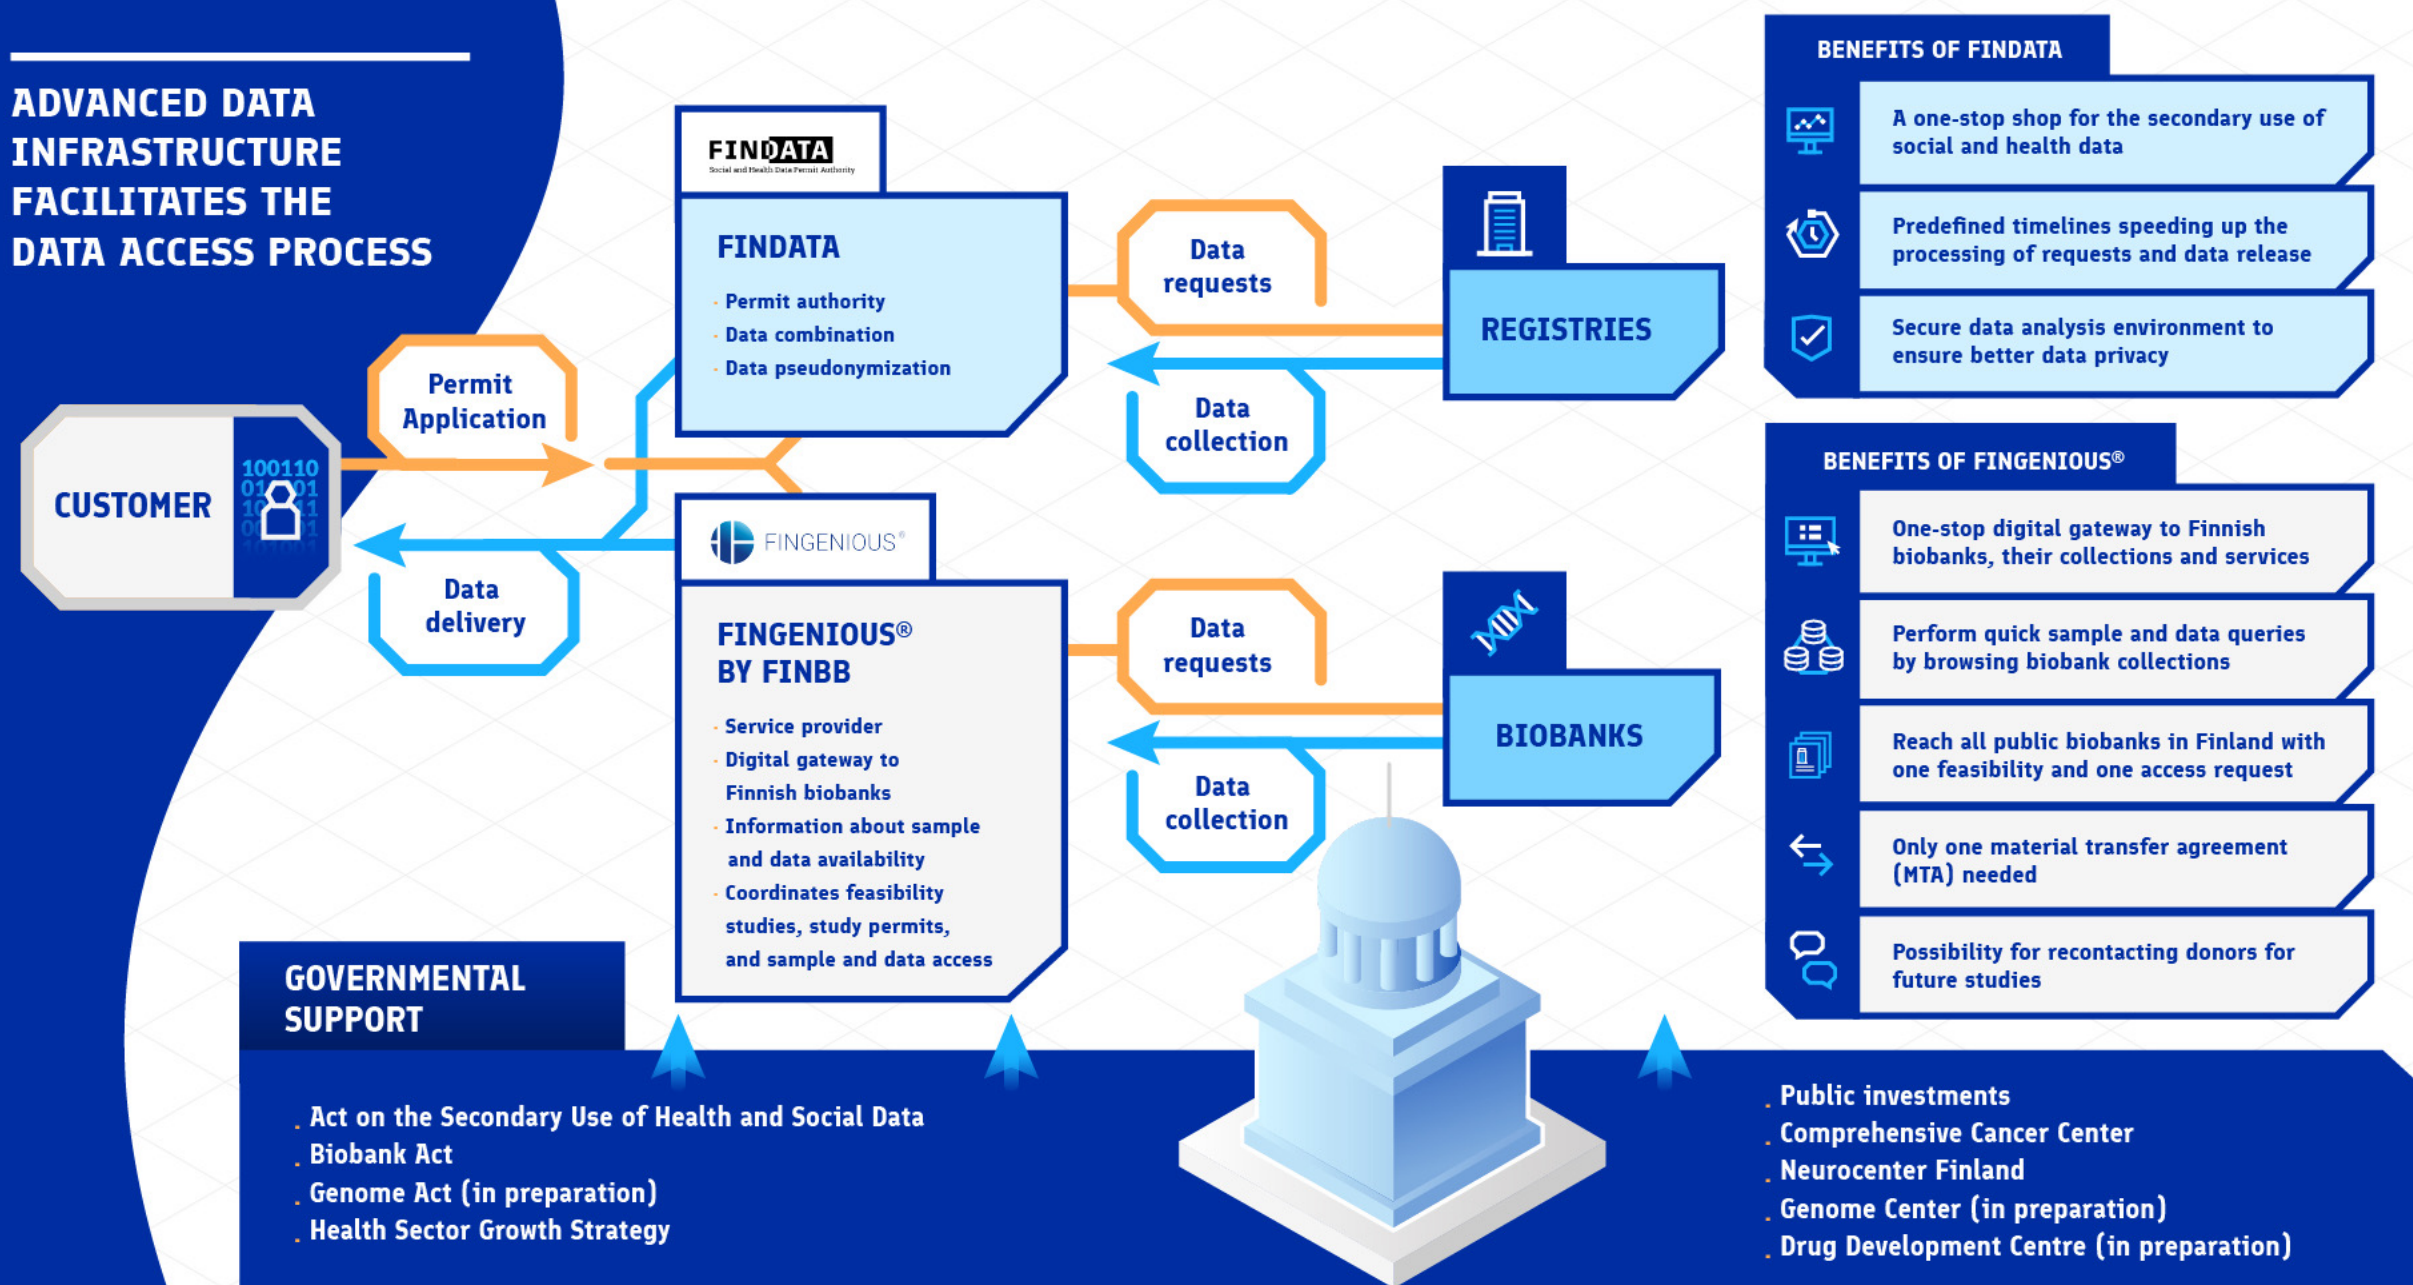 ADVANCED DATA
INFRASTRUCTURE
FACILITATES THE
DATA ACCESS PROCESS
CUSTOMER
100110
Permit
Application
Data
delivery
FINDATA
Social and Health Data Permit Authority
FINDATA
· Permit authority
· Data combination
· Data pseudonymization
FINGENIOUS®
FINGENIOUS®
BY FINBB
· Service provider
· Digital gateway to
Finnish biobanks
· Information about sample
and data availability
· Coordinates feasibility
studies, study permits,
and sample and data access
Data
requests
Data
collection
REGISTRIES
Data
requests
Data
collection
BIOBANKS
BENEFITS OF FINDATA
A one-stop shop for the secondary use of
social and health data
Predefined timelines speeding up the
processing of requests and data release
Secure data analysis environment to
ensure better data privacy
BENEFITS OF FINGENIOUS®
One-stop digital gateway to Finnish
biobanks, their collections and services
Perform quick sample and data queries
by browsing biobank collections
Reach all public biobanks in Finland with
one feasibility and one access request
Only one material transfer agreement
(MTA) needed
Possibility for recontacting donors for
future studies
GOVERNMENTAL
SUPPORT
. Act on the Secondary Use of Health and Social Data
. Biobank Act
. Genome Act (in preparation)
. Health Sector Growth Strategy
. Public investments
. Comprehensive Cancer Center
. Neurocenter Finland
. Genome Center (in preparation)
. Drug Development Centre (in preparation)